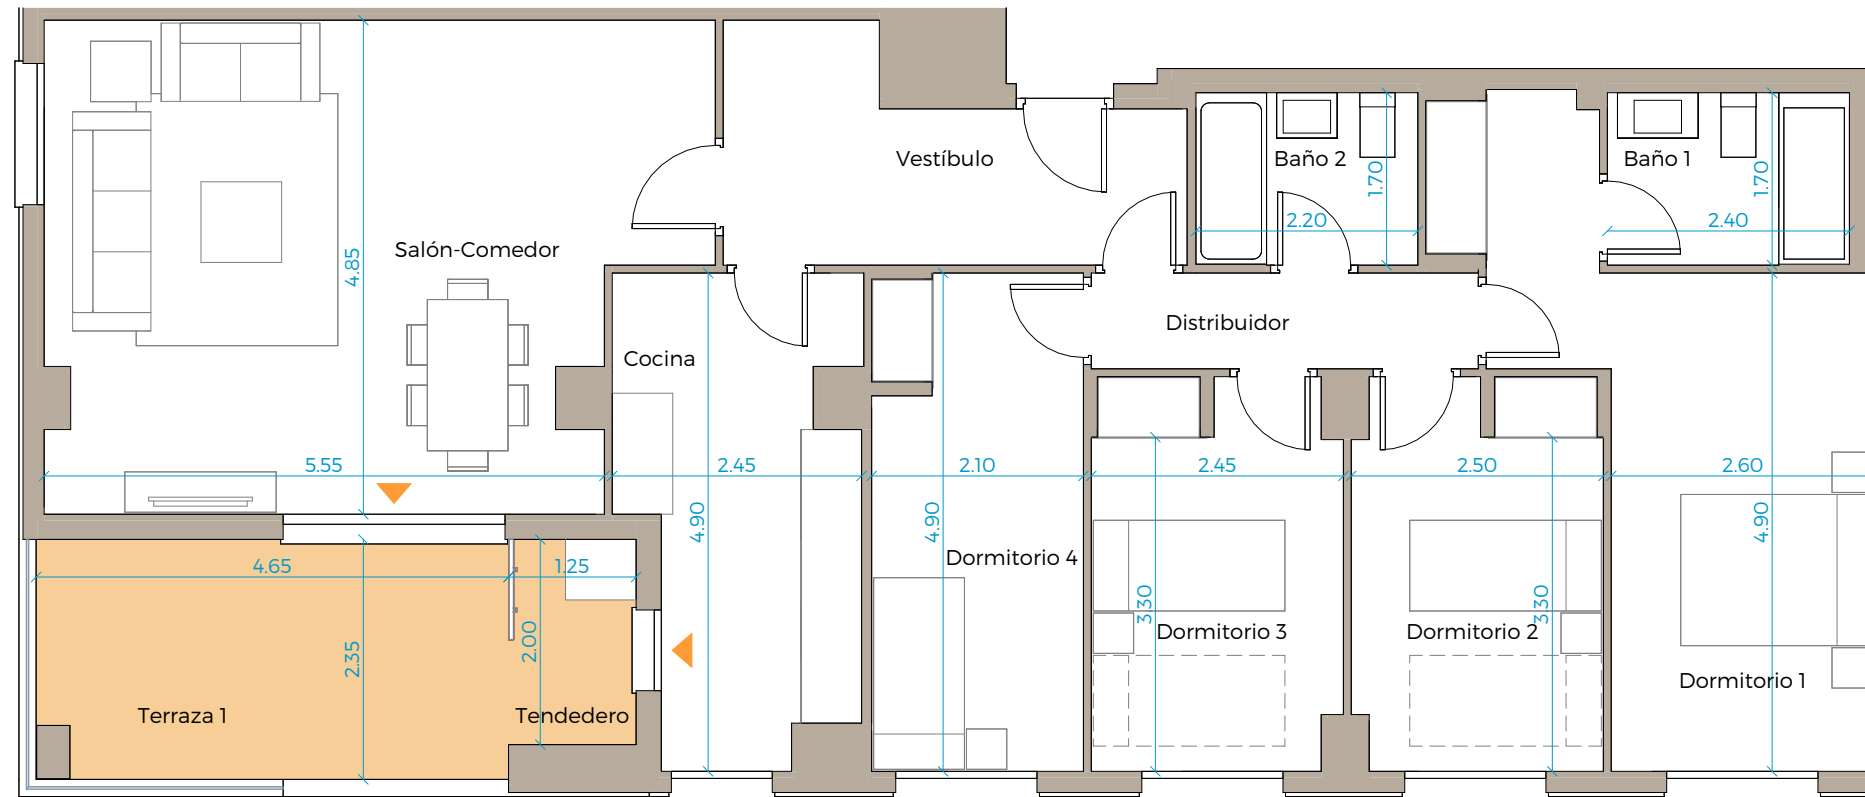 Vestíbulo
Baño 2
Baño 1
1.70
1.70
2.20
2.40
Salón-Comedor
4.85
Distribuidor
Cocina
5.55
2.45
2.10
2.45
2.50
2.60
4.90
4.90
4.90
Dormitorio 4
4.65
1.25
3.30
3.30
2.00
2.35
Dormitorio 3
Dormitorio 2
Dormitorio 1
Terraza 1
Tendedero